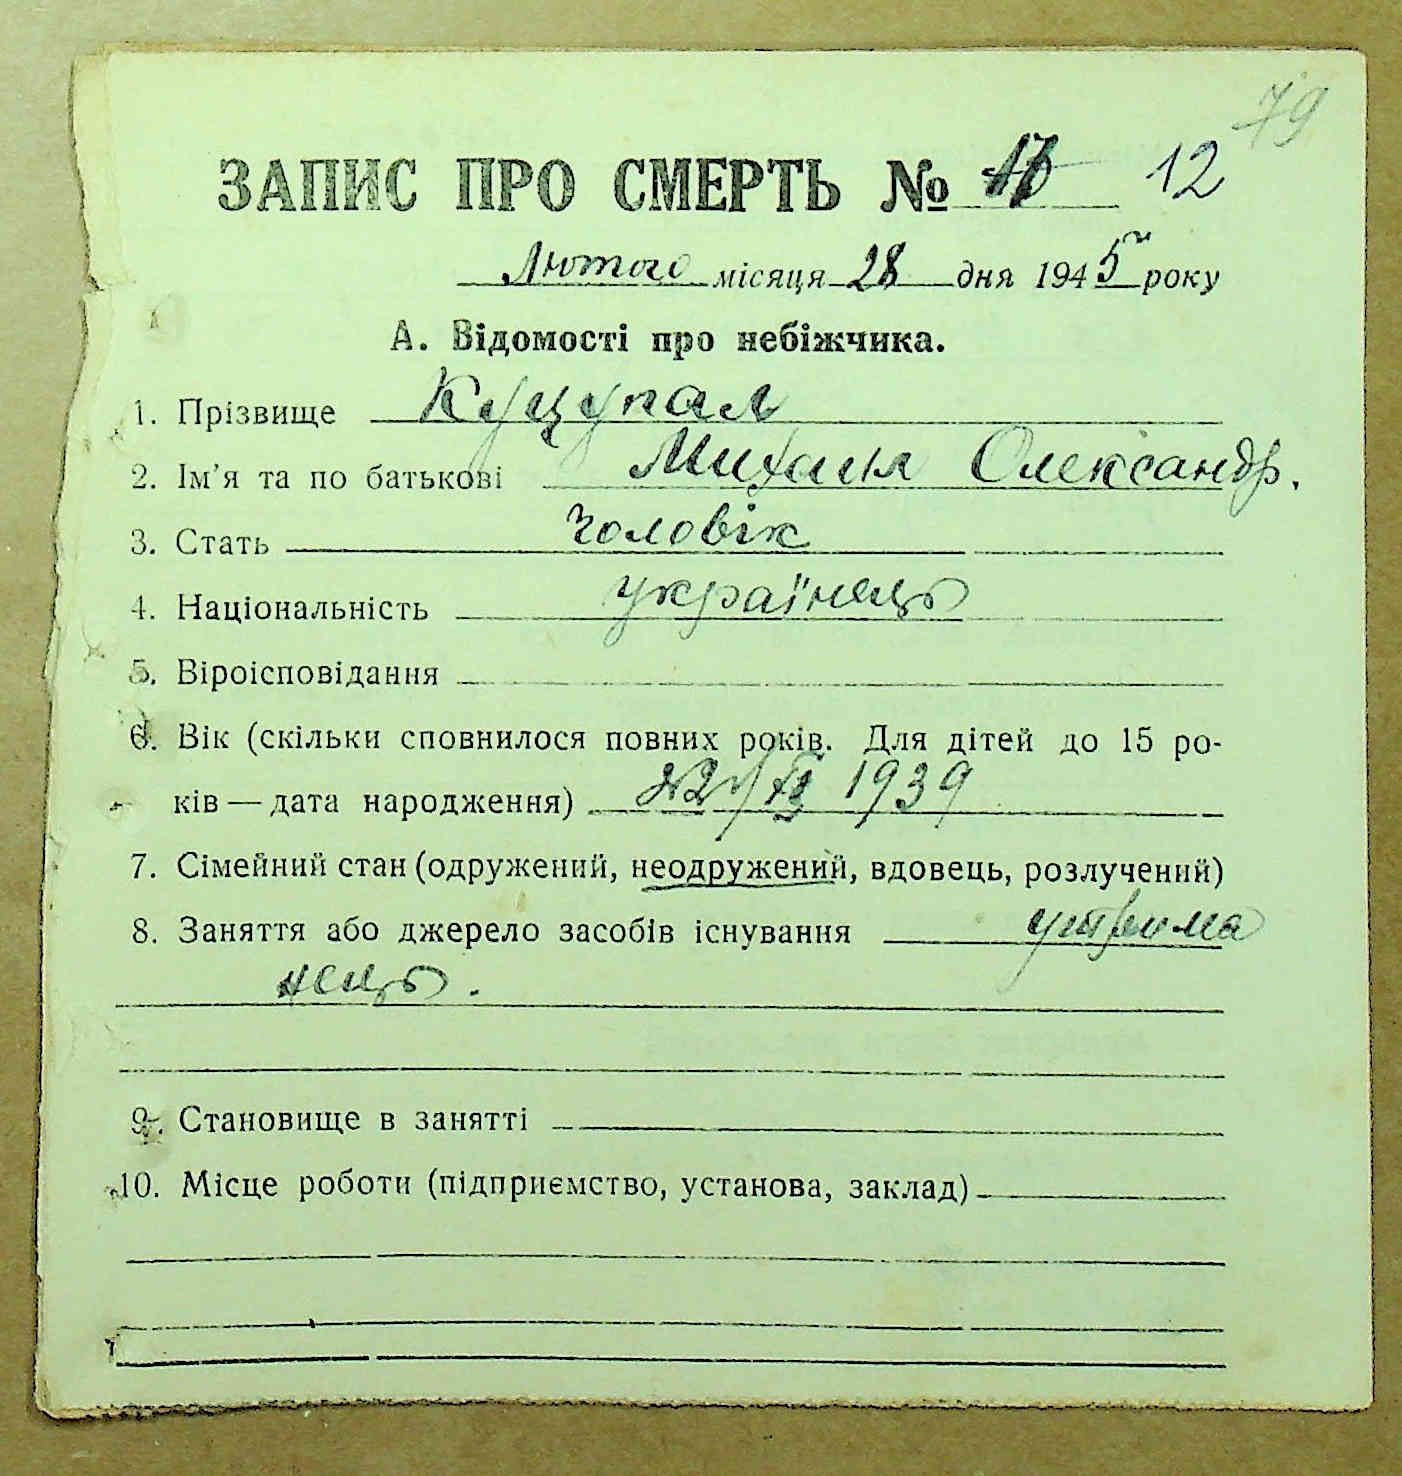 79
ЗАПИС ПРО СМЕРТЬ № 12
Лютого місяця 28 дня 1945 року
А. Відомості про небіжчика.
1. Прізвище Куцупал
2. Ім'я та по батькові Михаил Олександр.
3. Стать чоловік
4. Національність українець
5. Віроісповідання
6. Вік (скільки сповнилося повних років. Для дітей до 15 ро-
ків — дата народження) 1939
7. Сімейний стан (одружений, неодружений, вдовець, розлучений)
8. Заняття або джерело засобів існування утрима
нець.
9. Становище в занятті
10. Місце роботи (підприємство, установа, заклад)